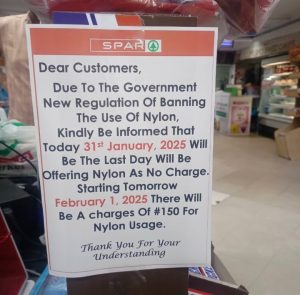 SPAR
Dear Customers,
Due To The Government
New Regulation Of Banning
The Use Of Nylon,
Kindly Be Informed That
Today 31st January, 2025 Will
Be The Last Day Will Be
Offering Nylon As No Charge.
Starting Tomorrow
February 1, 2025 There Will
Be A charges Of #150 For
Nylon Usage.
Thank You For Your
Understanding